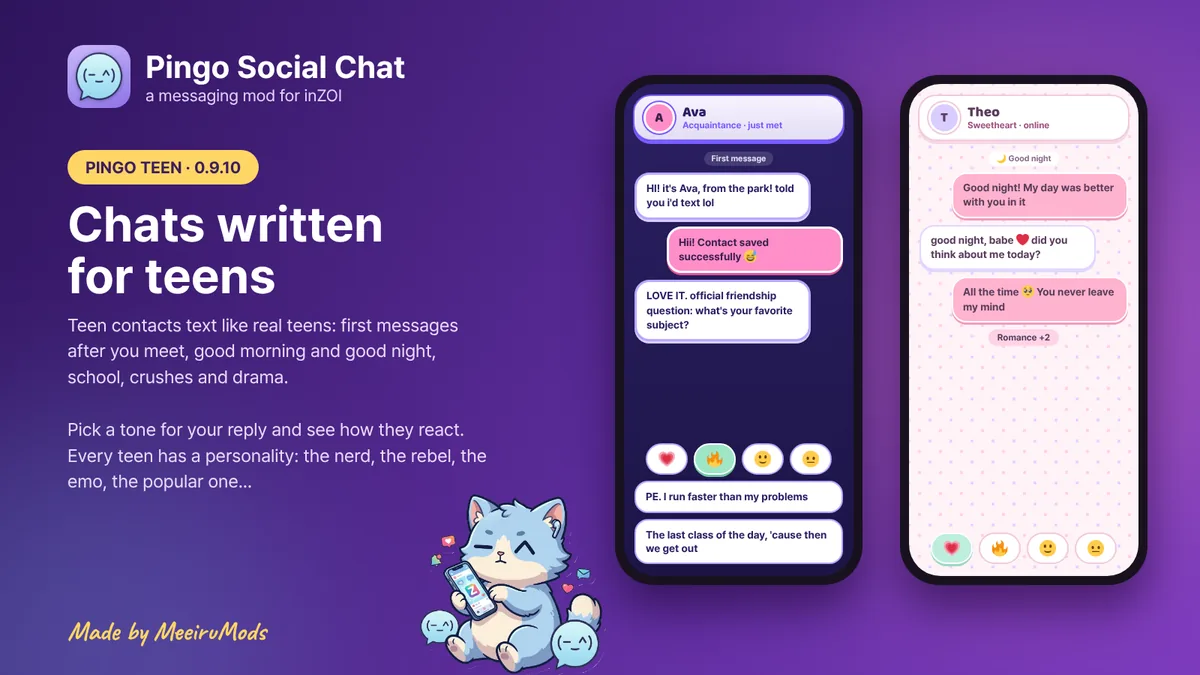 Pingo Social Chat
a messaging mod for inZOI
PINGO TEEN · 0.9.10
Chats written
for teens
Teen contacts text like real teens: first messages
after you meet, good morning and good night,
school, crushes and drama.
Pick a tone for your reply and see how they react.
Every teen has a personality: the nerd, the rebel, the
emo, the popular one...
Made by MeeiruMods
A
Ava
Acquaintance · just met
First message
HI! it's Ava, from the park! told
you i'd text lol
Hii! Contact saved
successfully 😅
LOVE IT. official friendship
question: what's your favorite
subject?
PE. I run faster than my problems
The last class of the day, 'cause then
we get out
T
Theo
Sweetheart · online
🌙 Good night
Good night! My day was better
with you in it
good night, babe ❤️ did you
think about me today?
All the time 🥺 You never leave
my mind
Romance +2